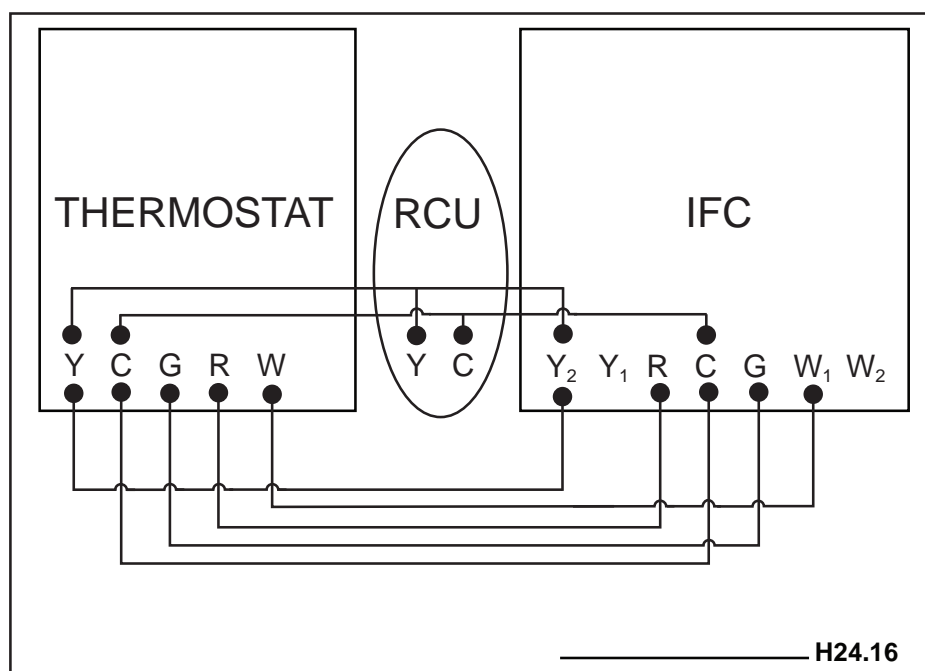 THERMOSTAT RCU IFC
Y C G R W Y C Y₂ Y₁ R C G W₁ W₂
H24.16